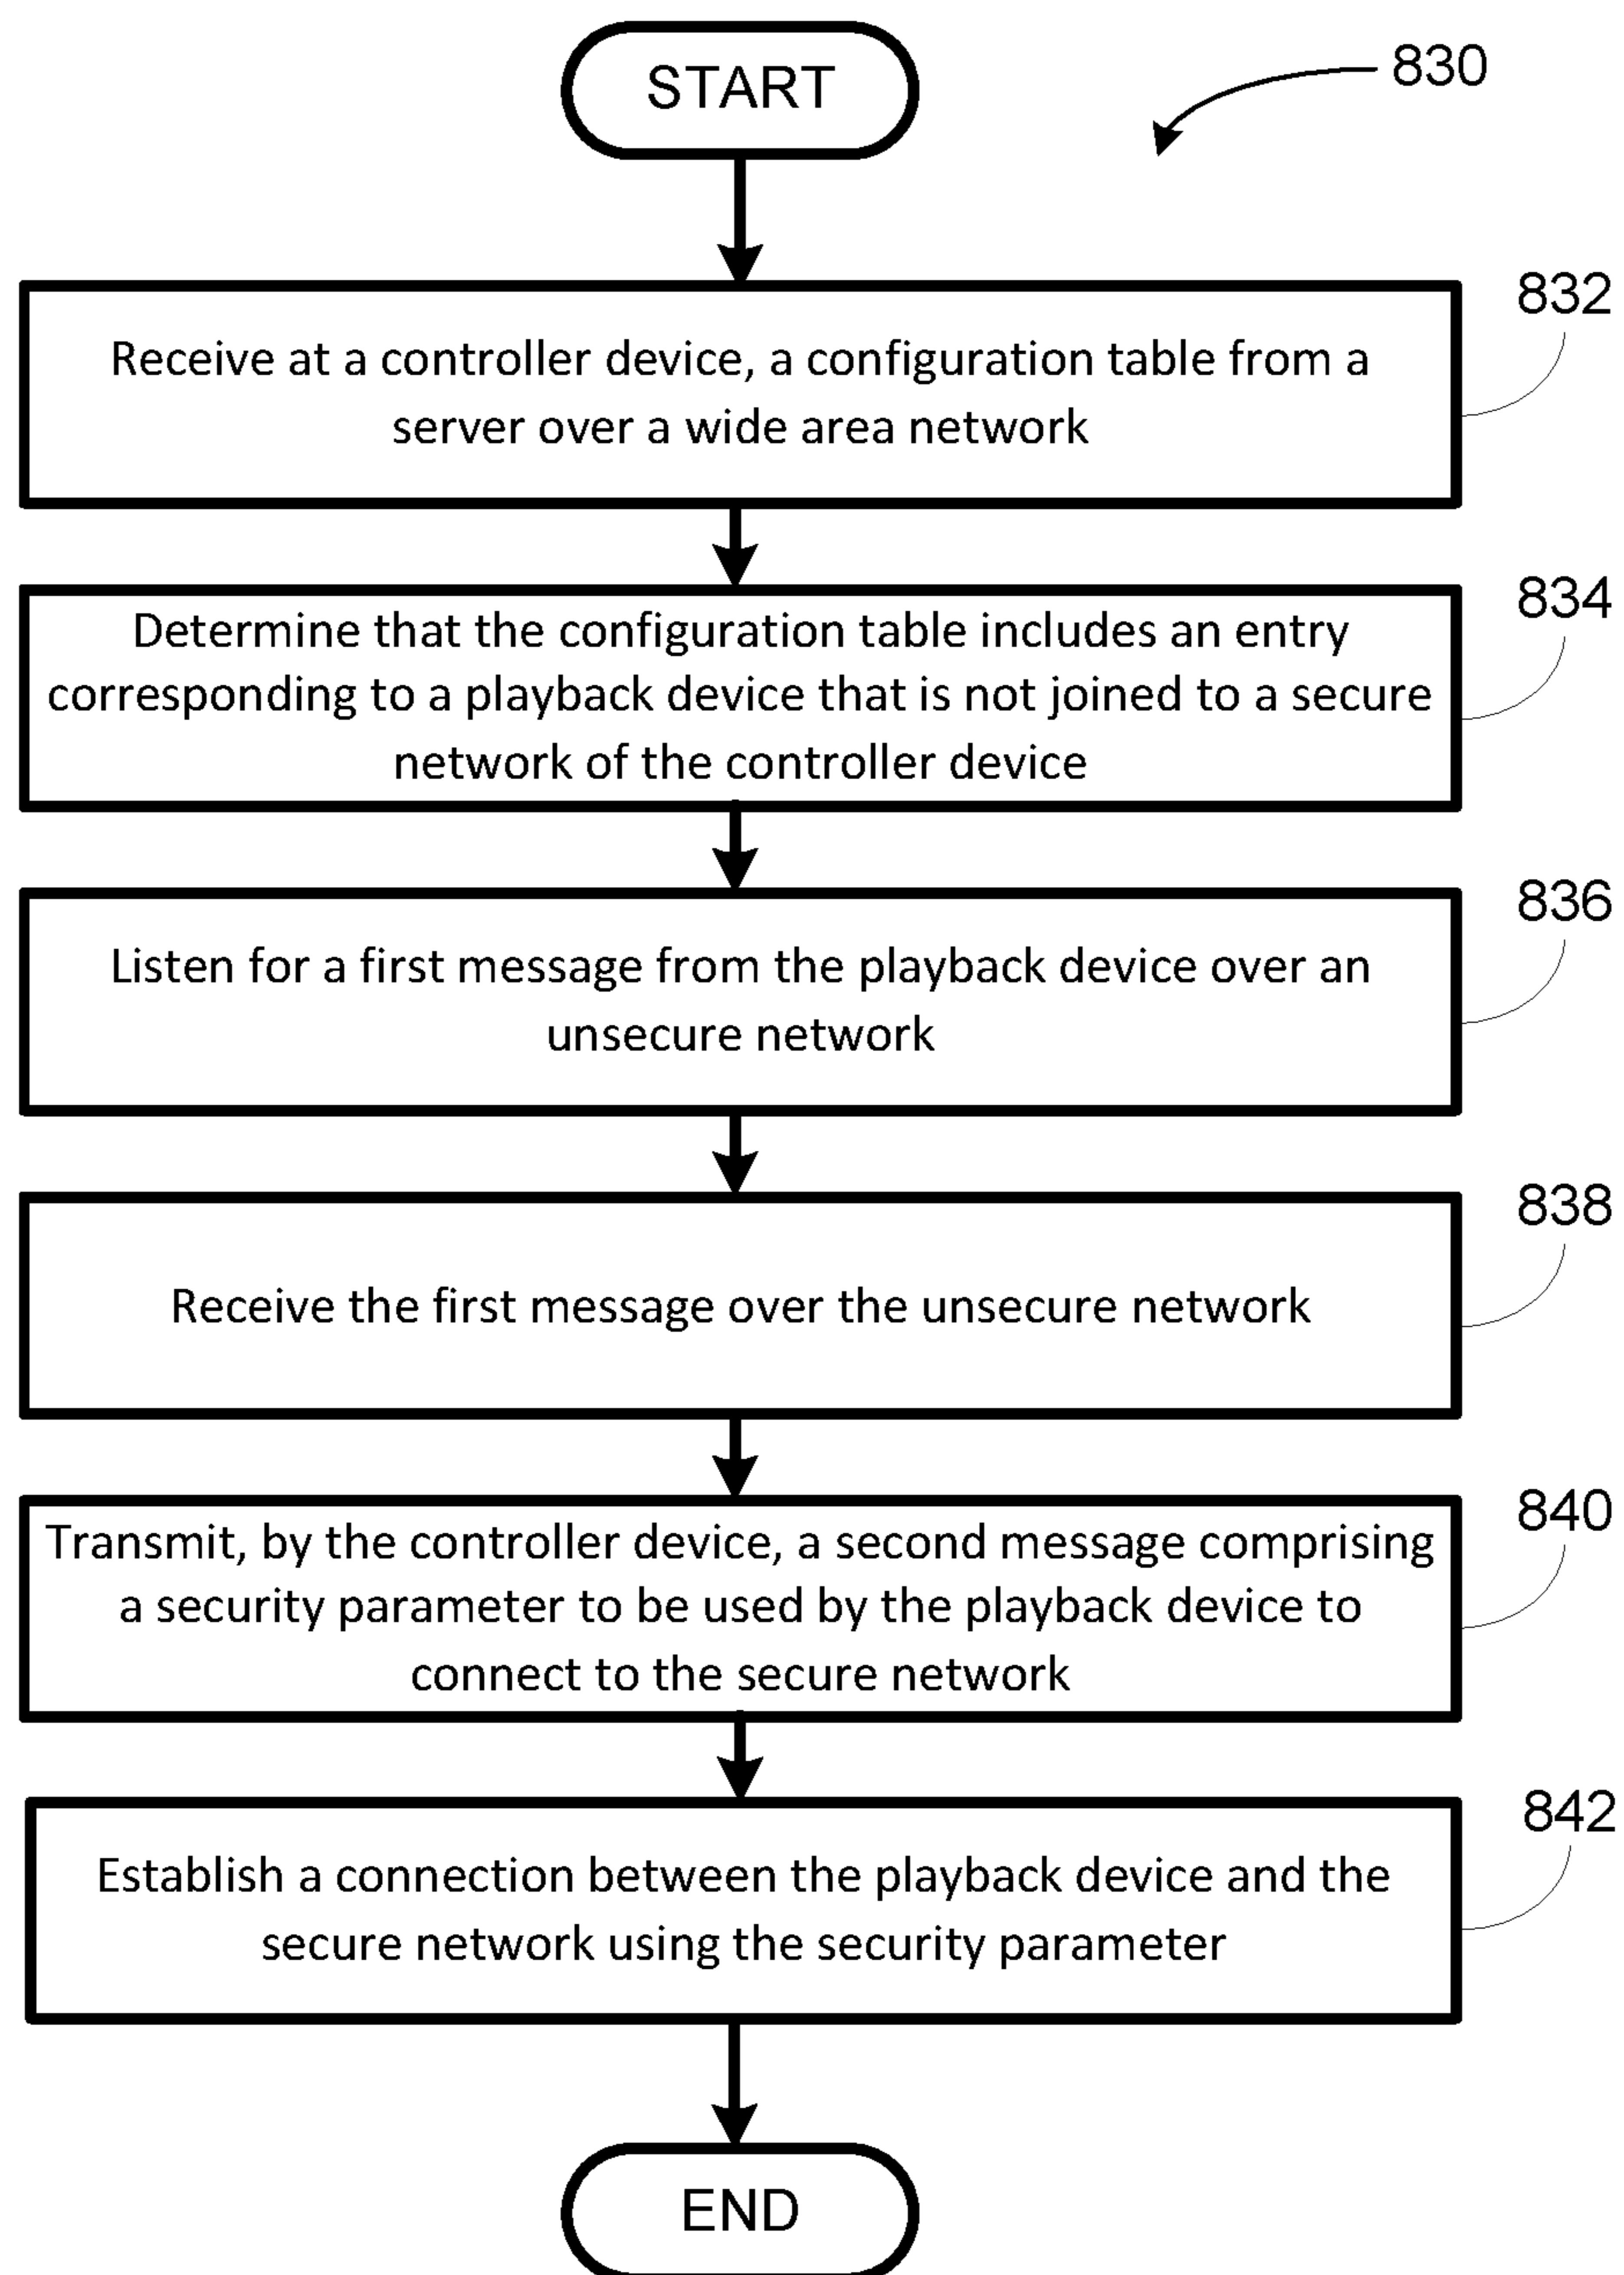 START
830
832
Receive at a controller device, a configuration table from a
server over a wide area network
834
Determine that the configuration table includes an entry
corresponding to a playback device that is not joined to a secure
network of the controller device
836
Listen for a first message from the playback device over an
unsecure network
838
Receive the first message over the unsecure network
840
Transmit, by the controller device, a second message comprising
a security parameter to be used by the playback device to
connect to the secure network
842
Establish a connection between the playback device and the
secure network using the security parameter
END